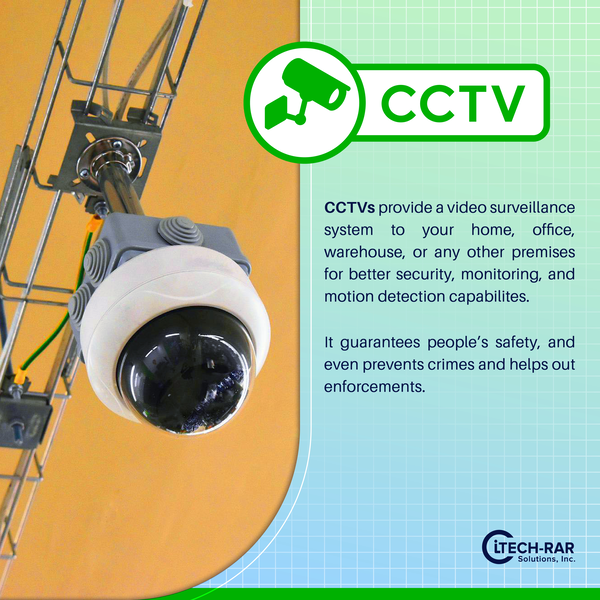 CCTV
CCTVs provide a video surveillance
system to your home, office,
warehouse, or any other premises
for better security, monitoring, and
motion detection capabilites.
It guarantees people's safety, and
even prevents crimes and helps out
enforcements.
iTECH-RAR
Solutions, Inc.